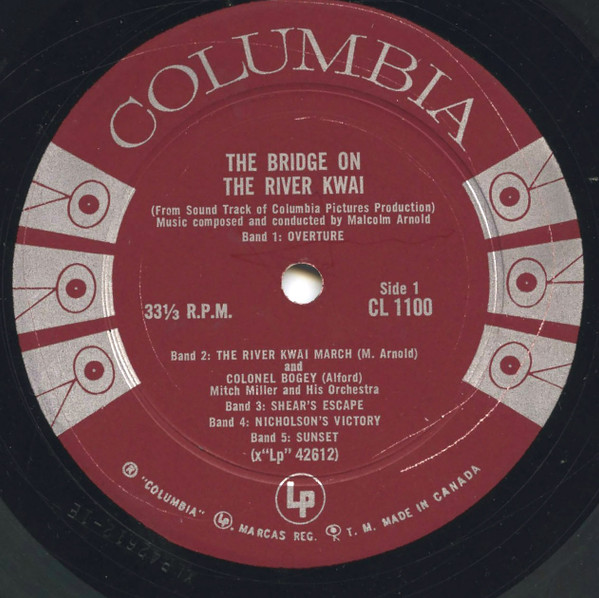 COLUMBIA
THE BRIDGE ON
THE RIVER KWAI
(From Sound Track of Columbia Pictures Production)
Music composed and conducted by Malcolm Arnold
Band 1: OVERTURE
33⅓ R.P.M.
Side 1
CL 1100
Band 2: THE RIVER KWAI MARCH (M. Arnold)
and
COLONEL BOGEY (Alford)
Mitch Miller and His Orchestra
Band 3: SHEAR'S ESCAPE
Band 4: NICHOLSON'S VICTORY
Band 5: SUNSET
(x"Lp" 42612)
Lp
® "COLUMBIA" MARCAS REG. T. M. MADE IN CANADA